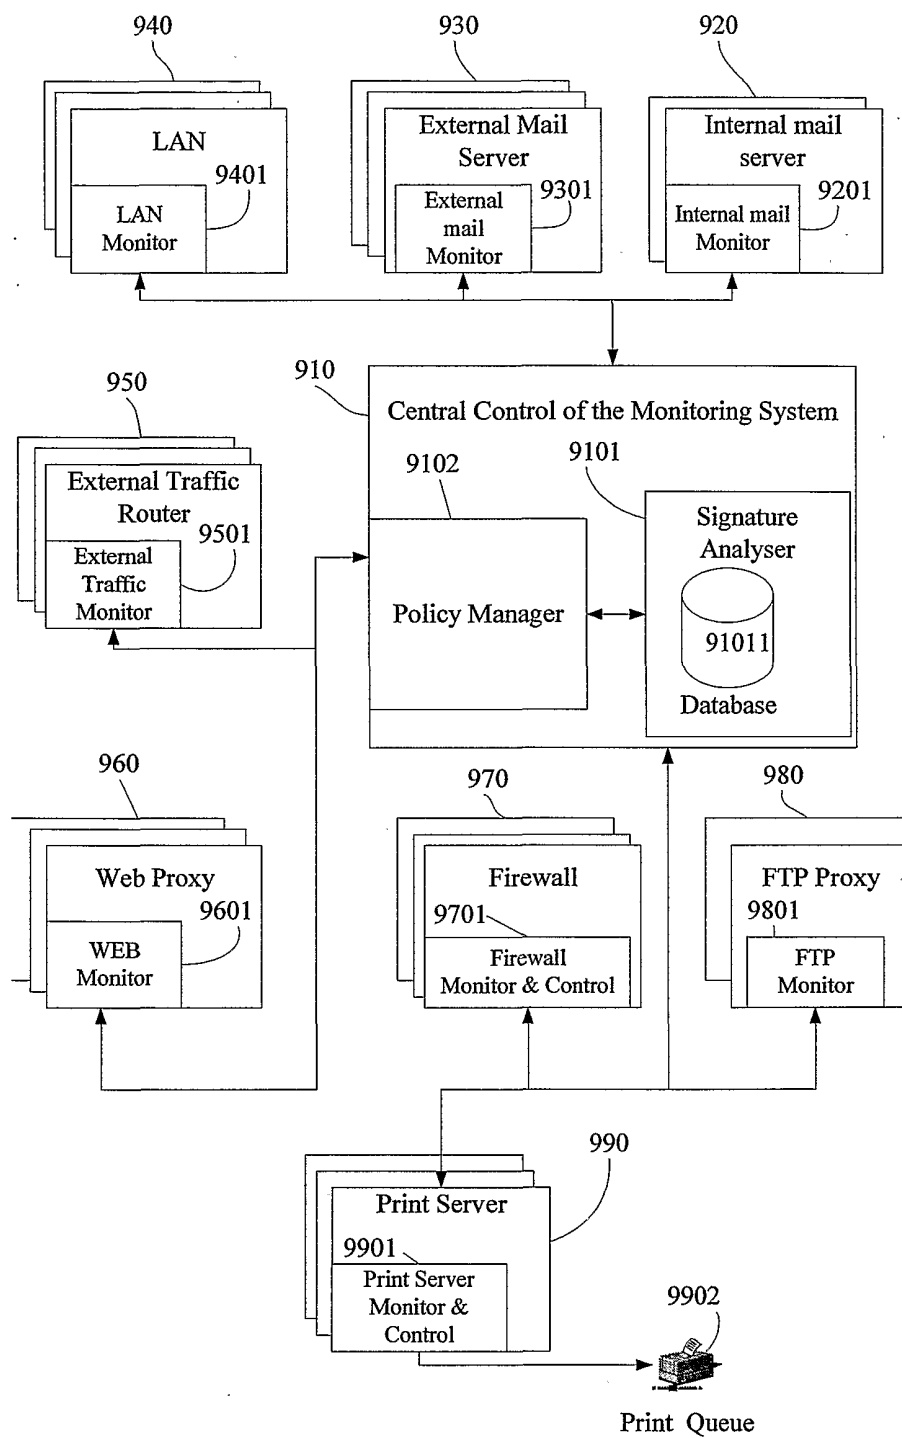 940
930
920
LAN
9401
LAN
Monitor
External Mail
Server
9301
External
mail
Monitor
Internal mail
server
9201
Internal mail
Monitor
910
Central Control of the Monitoring System
9102
9101
Policy Manager
Signature
Analyser
91011
Database
950
External Traffic
Router
9501
External
Traffic
Monitor
960
Web Proxy
9601
WEB
Monitor
970
Firewall
9701
Firewall
Monitor & Control
980
FTP Proxy
9801
FTP
Monitor
990
Print Server
9901
Print Server
Monitor &
Control
9902
Print Queue